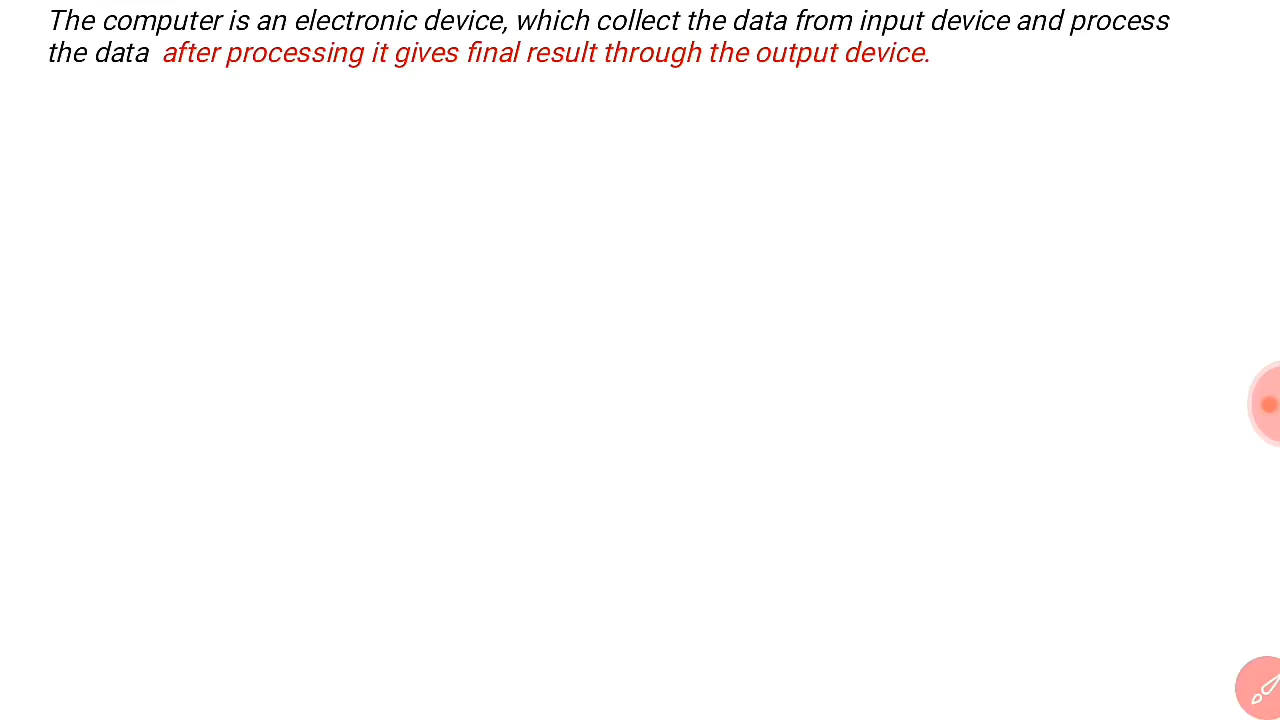 The computer is an electronic device, which collect the data from input device and process
the data after processing it gives final result through the output device.